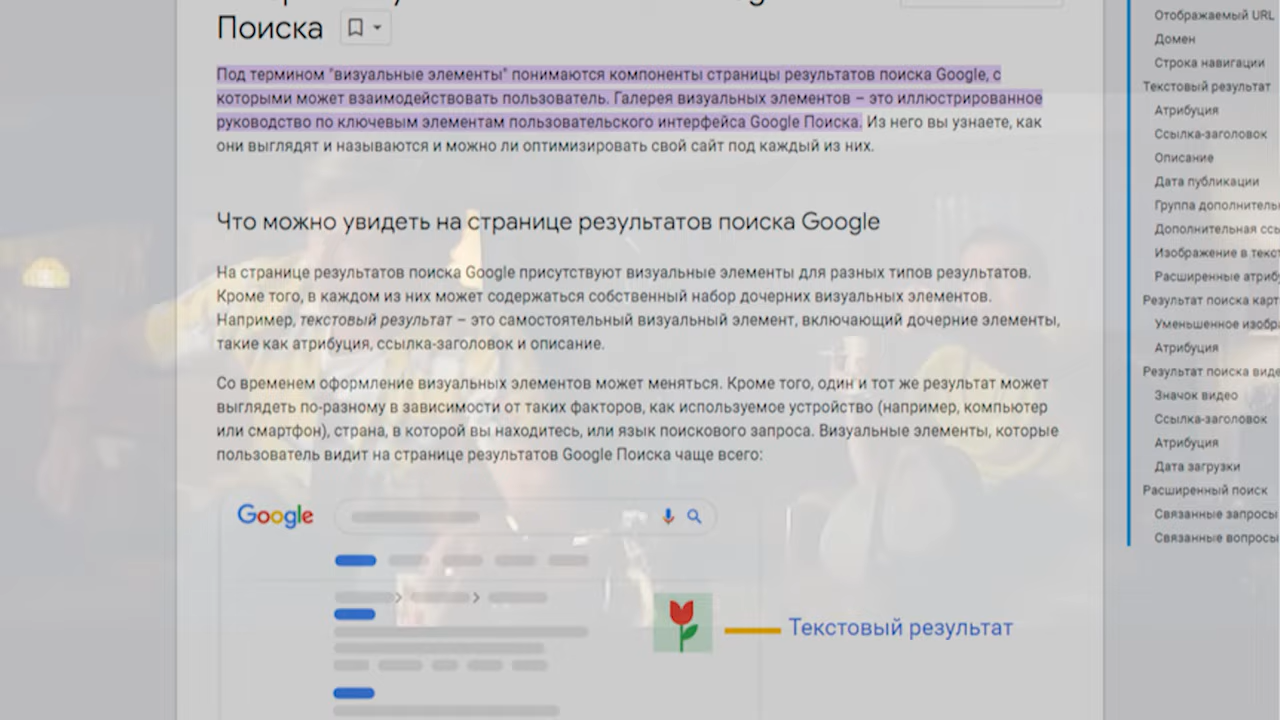 Поиска
Под термином "визуальные элементы" понимаются компоненты страницы результатов поиска Google, с
которыми может взаимодействовать пользователь. Галерея визуальных элементов – это иллюстрированное
руководство по ключевым элементам пользовательского интерфейса Google Поиска. Из него вы узнаете, как
они выглядят и называются и можно ли оптимизировать свой сайт под каждый из них.
Что можно увидеть на странице результатов поиска Google
На странице результатов поиска Google присутствуют визуальные элементы для разных типов результатов.
Кроме того, в каждом из них может содержаться собственный набор дочерних визуальных элементов.
Например, текстовый результат – это самостоятельный визуальный элемент, включающий дочерние элементы,
такие как атрибуция, ссылка-заголовок и описание.
Со временем оформление визуальных элементов может меняться. Кроме того, один и тот же результат может
выглядеть по-разному в зависимости от таких факторов, как используемое устройство (например, компьютер
или смартфон), страна, в которой вы находитесь, или язык поискового запроса. Визуальные элементы, которые
пользователь видит на странице результатов Google Поиска чаще всего:
Google
Текстовый результат
Отображаемый URL
Домен
Строка навигации
Текстовый результат
Атрибуция
Ссылка-заголовок
Описание
Дата публикации
Группа
Дополнительная
Изображение в
Расширенные
Результат поиска
Уменьшенное
Атрибуция
Результат поиска
Значок видео
Ссылка-заголовок
Атрибуция
Дата загрузки
Расширенный поиск
Связанные запросы
Связанные вопросы